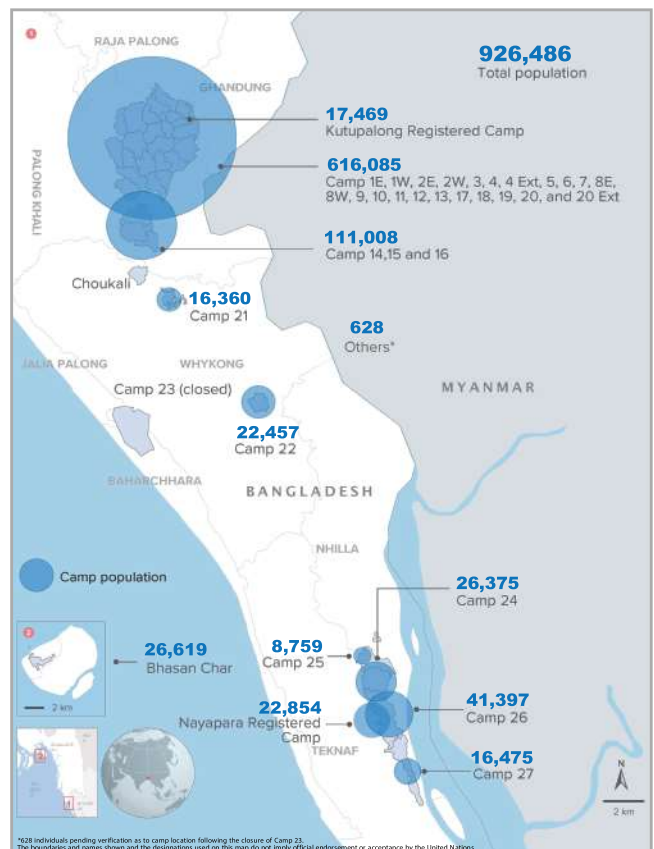 1
RAJA PALONG
926,486
Total population
GHANDUNG
17,469
Kutupalong Registered Camp
PALONG KHALI
616,085
Camp 1E, 1W, 2E, 2W, 3, 4, 4 Ext, 5, 6, 7, 8E,
8W, 9, 10, 11, 12, 13, 17, 18, 19, 20, and 20 Ext
111,008
Camp 14,15 and 16
Choukali
16,360
Camp 21
628
Others*
JALIA PALONG
WHYKONG
MYANMAR
Camp 23 (closed)
22,457
Camp 22
BAHARCHHARA
BANGLADESH
NHILLA
Camp population
26,375
Camp 24
2
26,619
Bhasan Char
8,759
Camp 25
2 km
22,854
Nayapara Registered
Camp
41,397
Camp 26
TEKNAF
16,475
Camp 27
2
1
N
2 km
*628 individuals pending verification as to camp location following the closure of Camp 23.
The boundaries and names shown and the designations used on this map do not imply official endorsement or acceptance by the United Nations